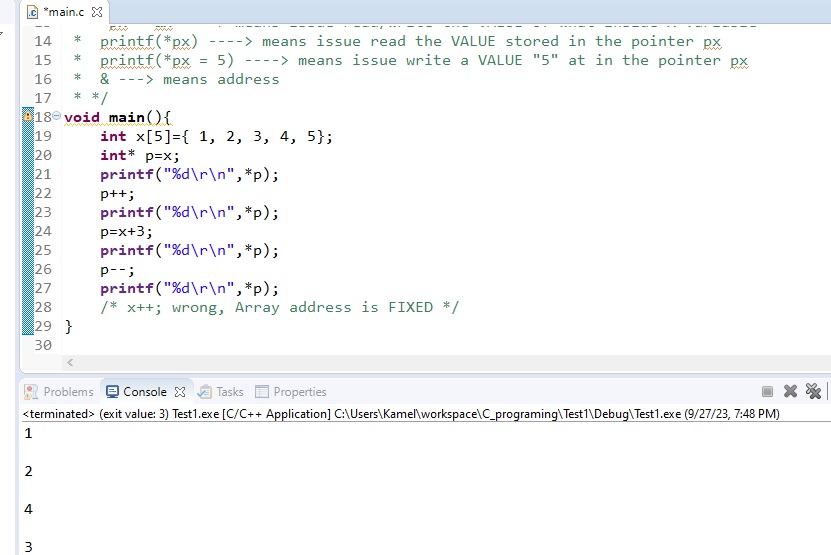 *main.c
14 * printf(*px) ----> means issue read the VALUE stored in the pointer px
15 * printf(*px = 5) ----> means issue write a VALUE "5" at in the pointer px
16 * & ---> means address
17 * */
18 void main(){
19 int x[5]={ 1, 2, 3, 4, 5};
20 int* p=x;
21 printf("%d\r\n",*p);
22 p++;
23 printf("%d\r\n",*p);
24 p=x+3;
25 printf("%d\r\n",*p);
26 p--;
27 printf("%d\r\n",*p);
28 /* x++; wrong, Array address is FIXED */
29 }
30
Problems Console Tasks Properties
<terminated> (exit value: 3) Test1.exe [C/C++ Application] C:\Users\Kamel\workspace\C_programing\Test1\Debug\Test1.exe (9/27/23, 7:48 PM)
1
2
4
3